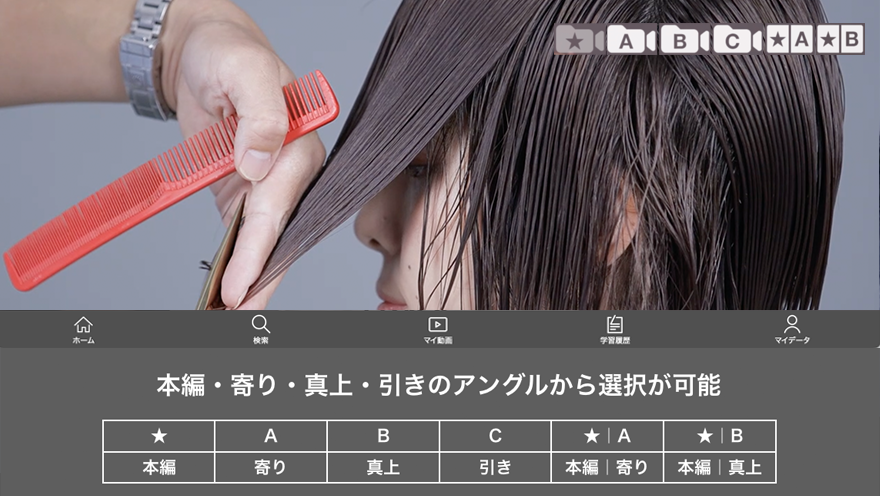 ★ A B C ★A ★B
ホーム 検索 マイ動画 学習履歴 マイデータ
本編・寄り・真上・引きのアングルから選択が可能
★ A B C ★｜A ★｜B
本編 寄り 真上 引き 本編｜寄り 本編｜真上